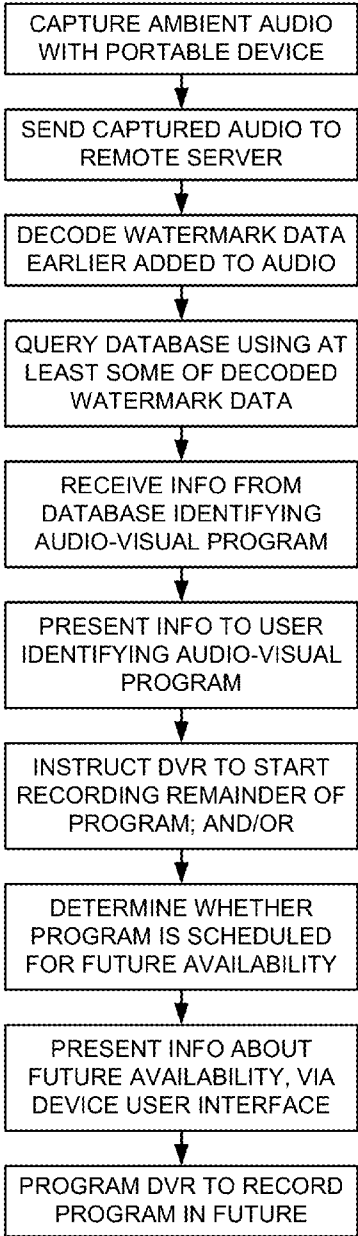 CAPTURE AMBIENT AUDIO
WITH PORTABLE DEVICE
SEND CAPTURED AUDIO TO
REMOTE SERVER
DECODE WATERMARK DATA
EARLIER ADDED TO AUDIO
QUERY DATABASE USING AT
LEAST SOME OF DECODED
WATERMARK DATA
RECEIVE INFO FROM
DATABASE IDENTIFYING
AUDIO-VISUAL PROGRAM
PRESENT INFO TO USER
IDENTIFYING AUDIO-VISUAL
PROGRAM
INSTRUCT DVR TO START
RECORDING REMAINDER OF
PROGRAM; AND/OR
DETERMINE WHETHER
PROGRAM IS SCHEDULED
FOR FUTURE AVAILABILITY
PRESENT INFO ABOUT
FUTURE AVAILABILITY, VIA
DEVICE USER INTERFACE
PROGRAM DVR TO RECORD
PROGRAM IN FUTURE